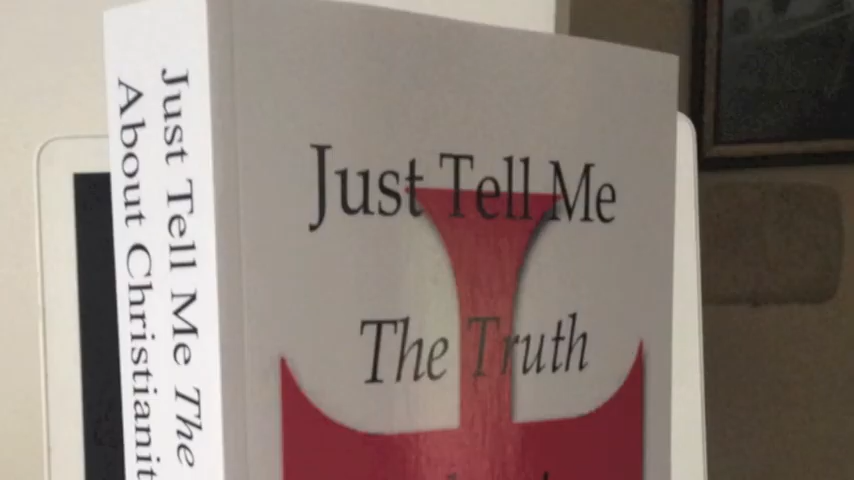 Just Tell Me The
About Christianit
Just Tell Me
The Truth